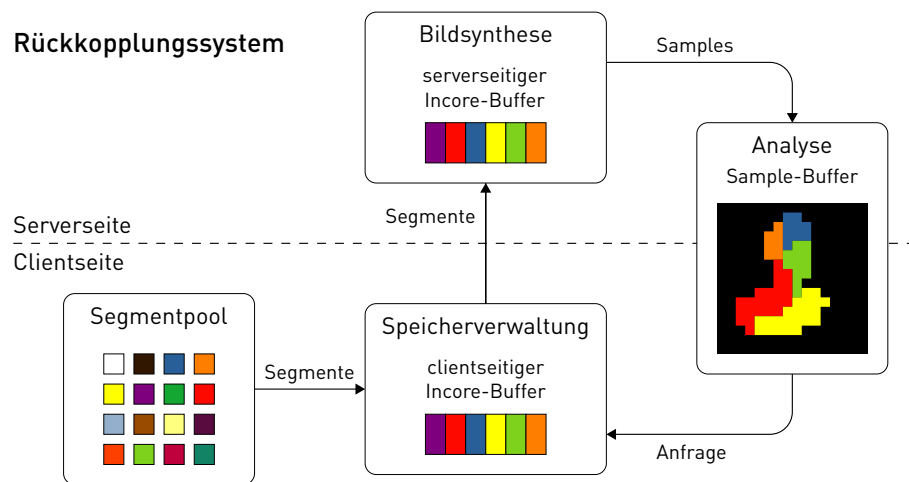 Rückkopplungssystem
Bildsynthese
serverseitiger
Incore-Buffer
Samples
Analyse
Sample-Buffer
Segmente
Serverseite
Clientseite
Segmentpool
Segmente
Speicherverwaltung
clientseitiger
Incore-Buffer
Anfrage